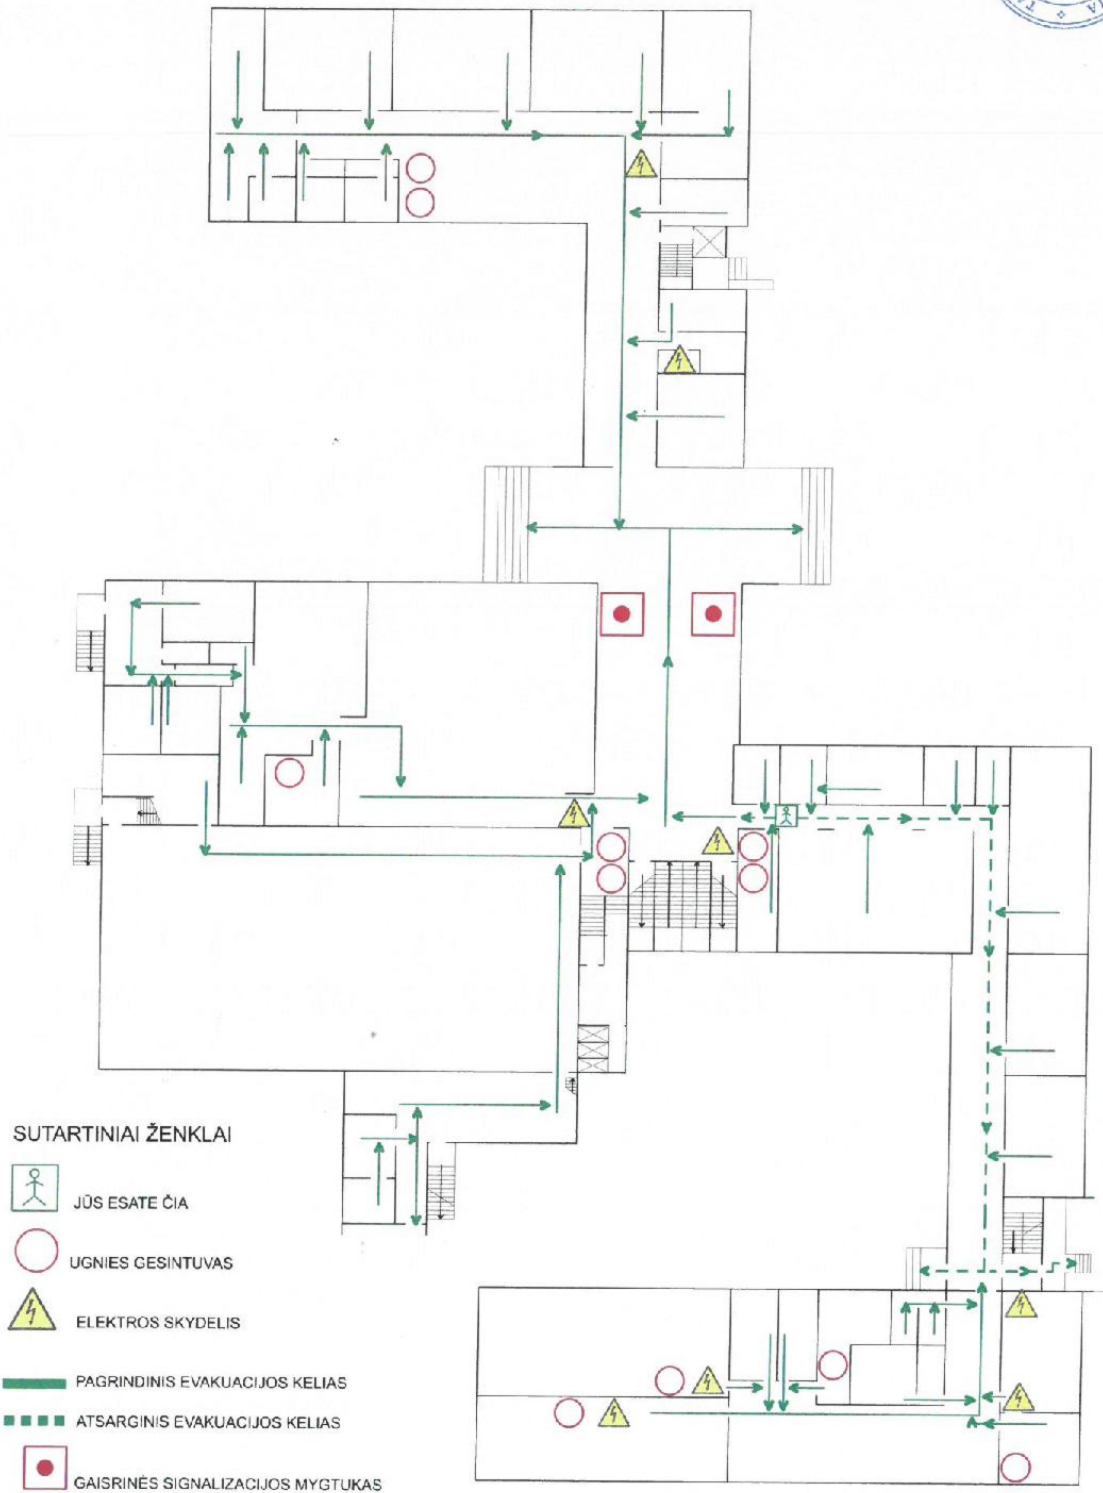 SUTARTINIAI ŽENKLAI
JŪS ESATE ČIA
UGNIES GESINTUVAS
ELEKTROS SKYDELIS
PAGRINDINIS EVAKUACIJOS KELIAS
ATSARGINIS EVAKUACIJOS KELIAS
GAISRINĖS SIGNALIZACIJOS MYGTUKAS